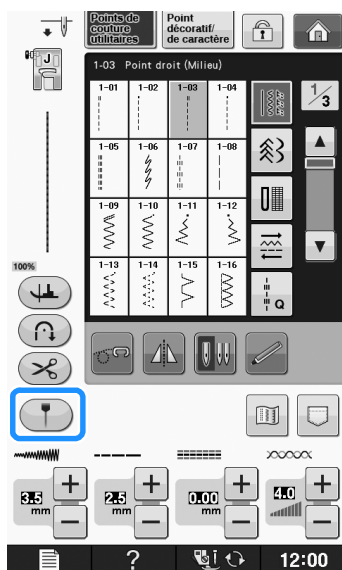 Points de
couture
utilitaires
Point
décoratif/
de caractère
J
1-03 Point droit (Milieu)
1/3
1-01 1-02 1-03 1-04
1-05 1-06 1-07 1-08
1-09 1-10 1-11 1-12
1-13 1-14 1-15 1-16
Q
100%
3.5 mm
2.5 mm
0.00 mm
4.0
?
12:00